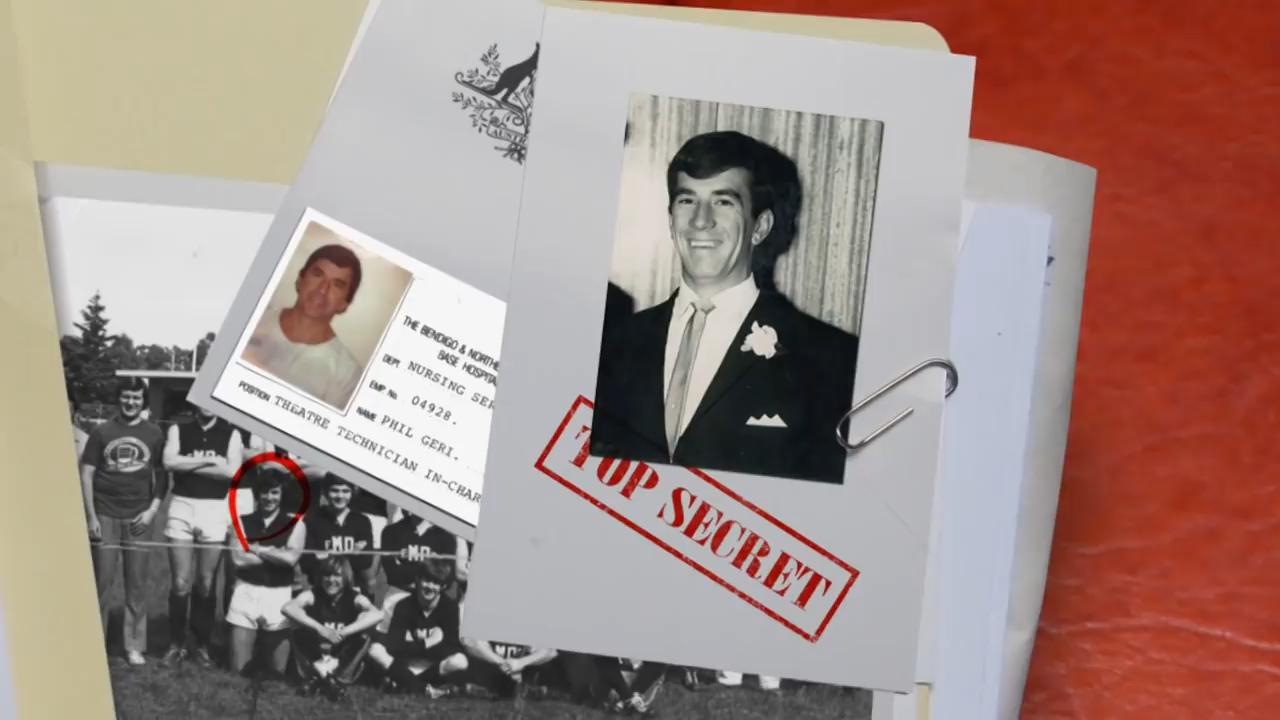 THE BENDIGO & NORTHE
BASE HOSPITA
DEPT NURSING SER
EMP No 04928.
NAME PHIL GERI.
POSITION THEATRE TECHNICIAN IN-CHAR
TOP SECRET